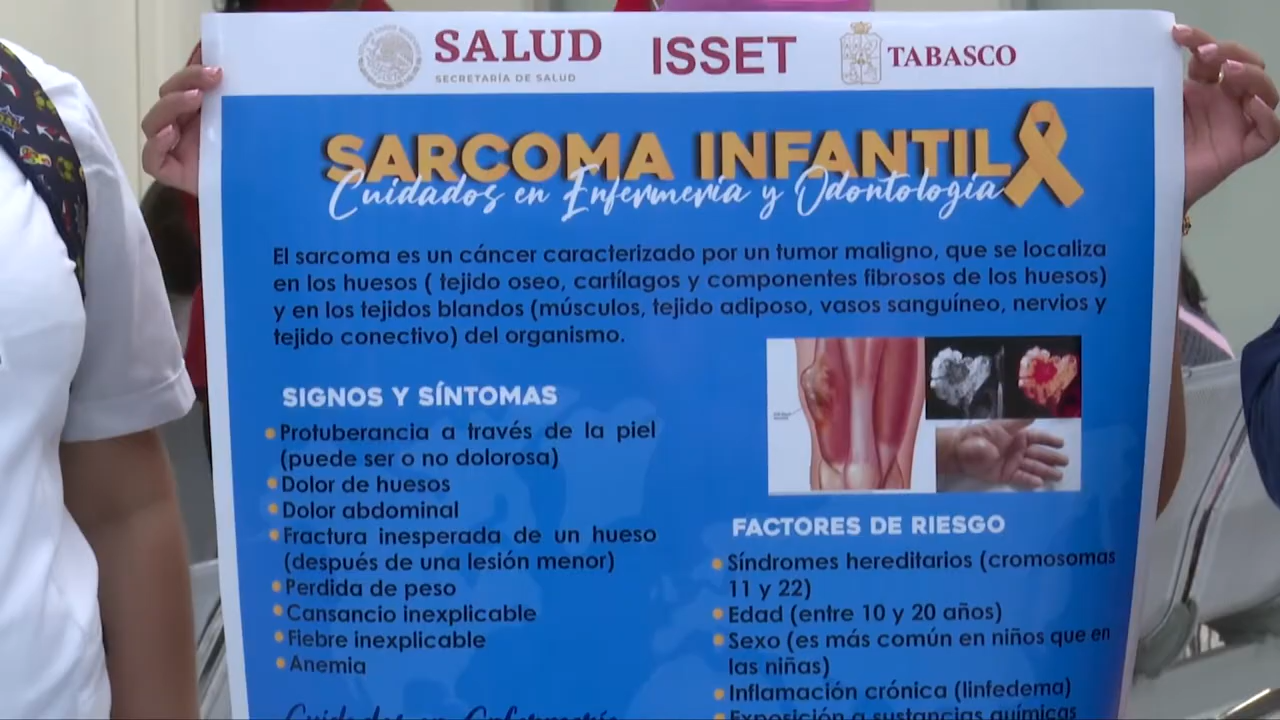 SALUD
SECRETARÍA DE SALUD
ISSET
TABASCO
SARCOMA INFANTIL
Cuidados en Enfermería y Odontología
El sarcoma es un cáncer caracterizado por un tumor maligno, que se localiza
en los huesos ( tejido oseo, cartílagos y componentes fibrosos de los huesos)
y en los tejidos blandos (músculos, tejido adiposo, vasos sanguíneo, nervios y
tejido conectivo) del organismo.
SIGNOS Y SÍNTOMAS
Protuberancia a través de la piel
(puede ser o no dolorosa)
Dolor de huesos
Dolor abdominal
Fractura inesperada de un hueso
(después de una lesión menor)
Perdida de peso
Cansancio inexplicable
Fiebre inexplicable
Anemia
Cuidados en Enfermería
FACTORES DE RIESGO
Síndromes hereditarios (cromosomas
11 y 22)
Edad (entre 10 y 20 años)
Sexo (es más común en niños que en
las niñas)
Inflamación crónica (linfedema)
Exposición a sustancias químicas